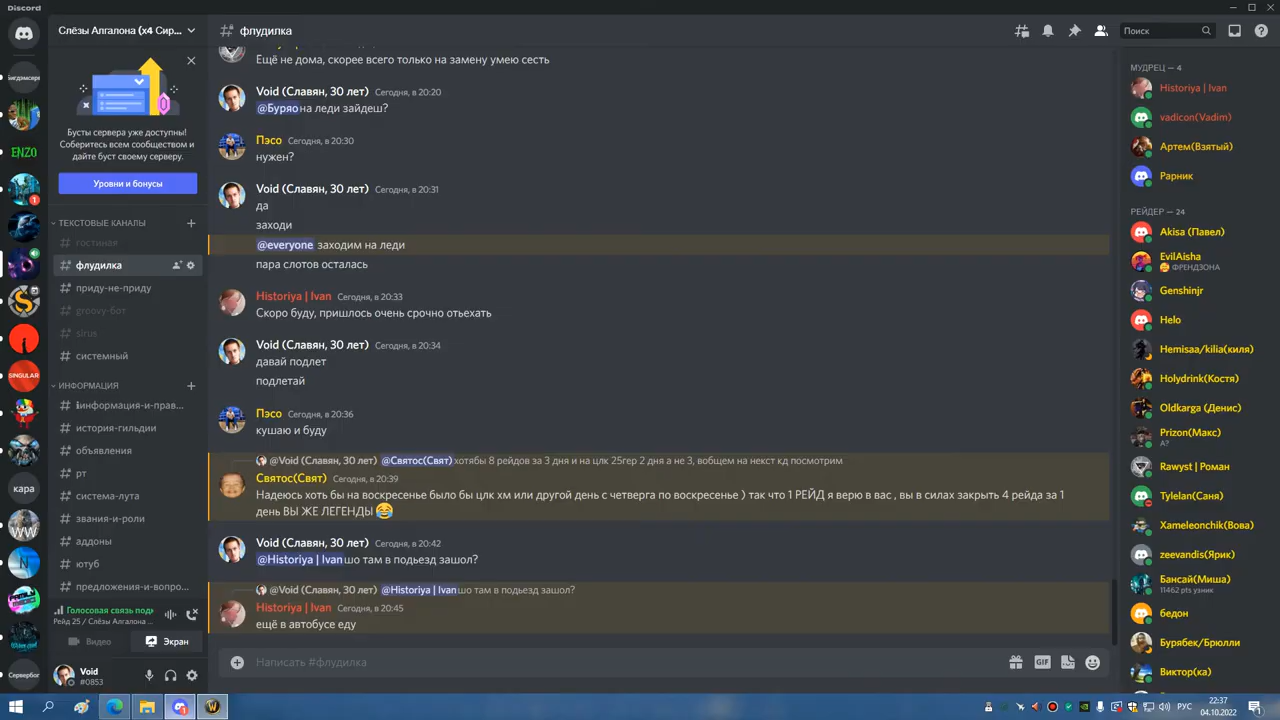 Discord
Слёзы Алгалона (x4 Сир...
флудилка
Поиск
Бусты сервера уже доступны!
Соберитесь всем сообществом и
дайте буст своему серверу.
Уровни и бонусы
ТЕКСТОВЫЕ КАНАЛЫ
гостиная
флудилка
приду-не-приду
groovy-бот
sirus
системный
ИНФОРМАЦИЯ
информация-и-прав...
история-гильдии
объявления
рт
система-лута
звания-и-роли
аддоны
ютуб
предложения-и-вопро...
Голосовая связь подк
Рейд 25 / Слёзы Алгалона ...
Видео
Экран
Void
#0853
ENZO
1
SINGULAR
кара
WW
Сервербог
Ещё не дома, скорее всего только на замену умею сесть
Void (Славян, 30 лет) Сегодня, в 20:20
@Буряо на леди зайдеш?
Пэсо Сегодня, в 20:30
нужен?
Void (Славян, 30 лет) Сегодня, в 20:31
да
заходи
@everyone заходим на леди
пара слотов осталась
Historiya | Ivan Сегодня, в 20:33
Скоро буду, пришлось очень срочно отьехать
Void (Славян, 30 лет) Сегодня, в 20:34
давай подлет
подлетай
Пэсо Сегодня, в 20:36
кушаю и буду
@Void (Славян, 30 лет) @Святос(Свят) хотябы 8 рейдов за 3 дня и на цлк 25гер 2 дня а не 3, вобщем на некст кд посмотрим
Святос(Свят) Сегодня, в 20:39
Надеюсь хоть бы на воскресенье было бы цлк хм или другой день с четверга по воскресенье ) так что 1 РЕЙД я верю в вас , вы в силах закрыть 4 рейда за 1
день ВЫ ЖЕ ЛЕГЕНДЫ 😂
Void (Славян, 30 лет) Сегодня, в 20:42
@Historiya | Ivan шо там в подьезд зашол?
@Void (Славян, 30 лет) @Historiya | Ivan шо там в подьезд зашол?
Historiya | Ivan Сегодня, в 20:45
ещё в автобусе еду
Написать #флудилка
GIF
МУДРЕЦ — 4
Historiya | Ivan
vadicon(Vadim)
Артем(Взятый)
Рарник
РЕЙДЕР — 24
Akisa (Павел)
EvilAisha
ФРЕНДЗОНА
Genshinjr
Helo
Hemisaa/kilia(киля)
Holydrink(Костя)
Oldkarga (Денис)
Prizon(Макс)
А?
Rawyst | Роман
Tylelan(Саня)
Xameleonchik(Вова)
zeevandis(Ярик)
Бансай(Миша)
11462 pts узник
бедон
Бурябек/Брюлли
Виктор(ка)
РУС
22:37
04.10.2022